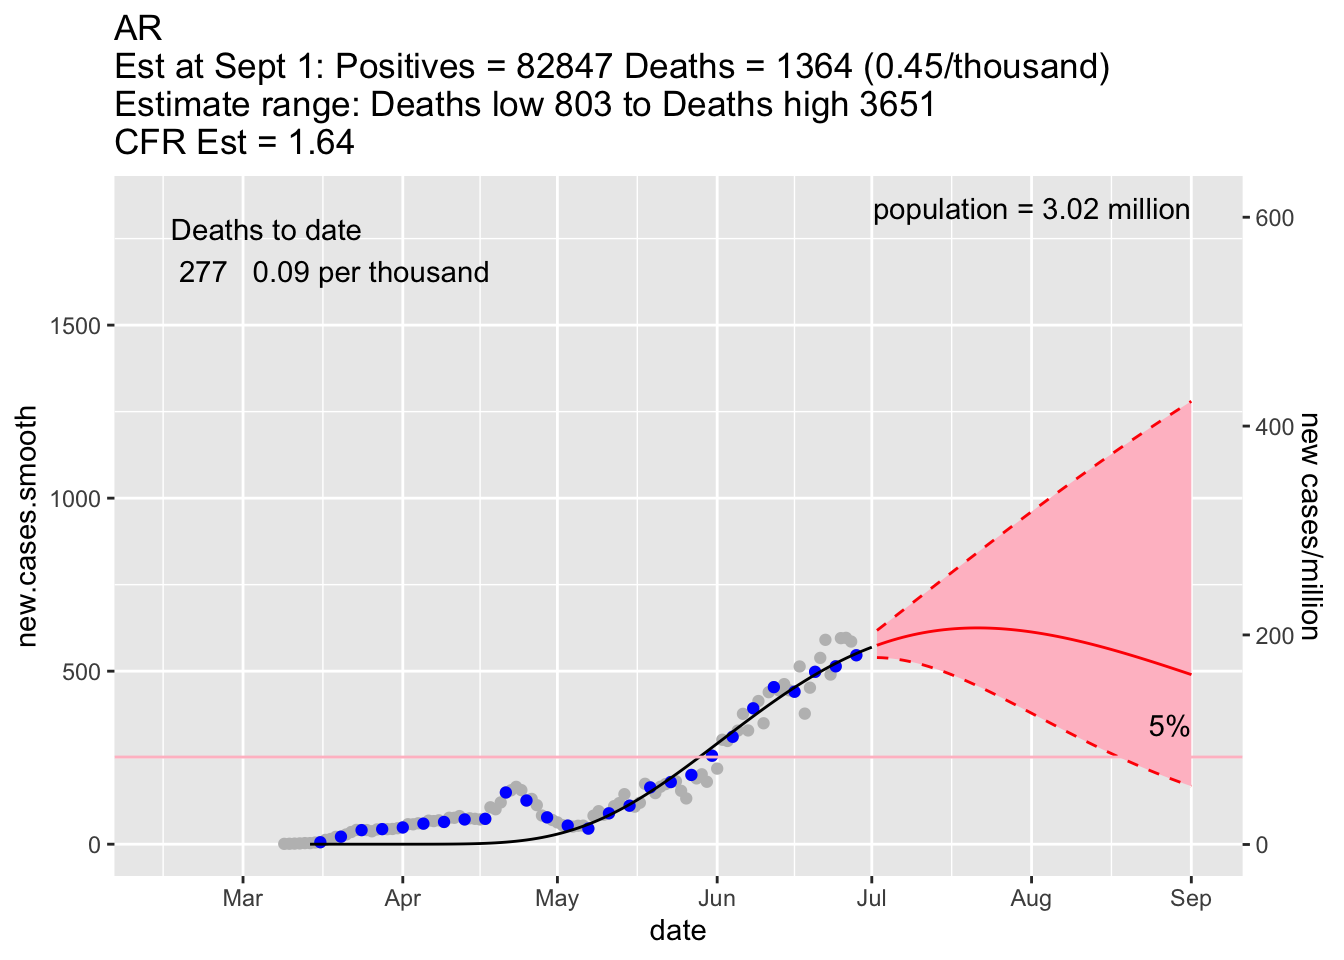 AR
Est at Sept 1: Positives = 82847 Deaths = 1364 (0.45/thousand)
Estimate range: Deaths low 803 to Deaths high 3651
CFR Est = 1.64
population = 3.02 million
Deaths to date
277 0.09 per thousand
5%
new.cases.smooth
1500
1000
500
0
600
400
200
0
new cases/million
Mar Apr May Jun Jul Aug Sep
date